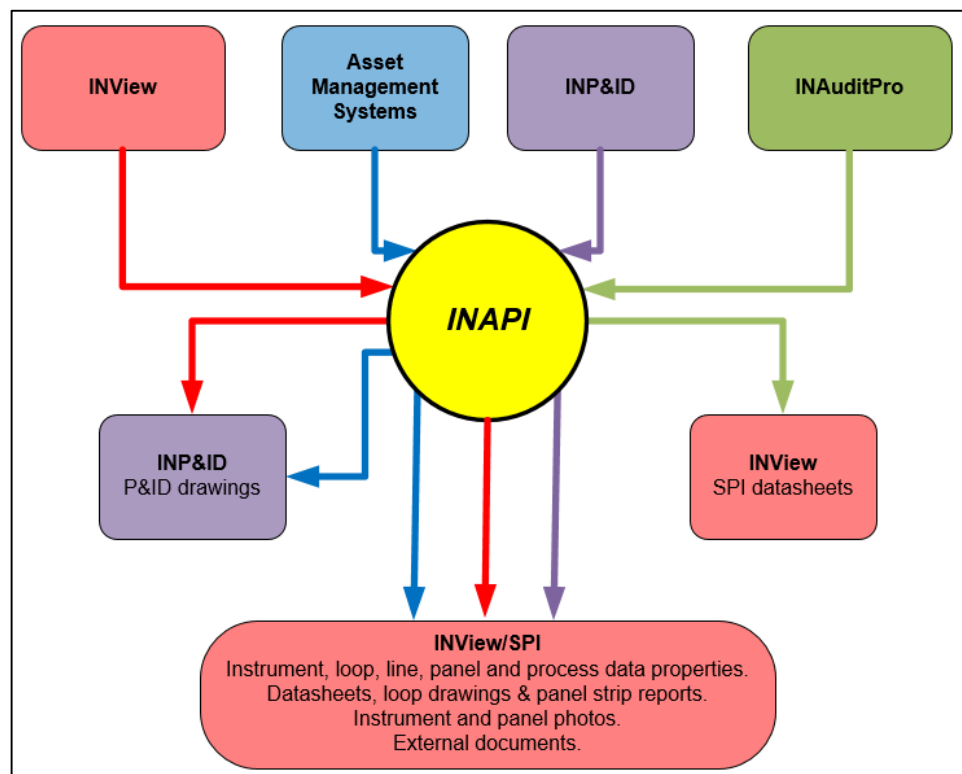 INView
Asset
Management
Systems
INP&ID
INAuditPro
INAPI
INP&ID
P&ID drawings
INView
SPI datasheets
INView/SPI
Instrument, loop, line, panel and process data properties.
Datasheets, loop drawings & panel strip reports.
Instrument and panel photos.
External documents.